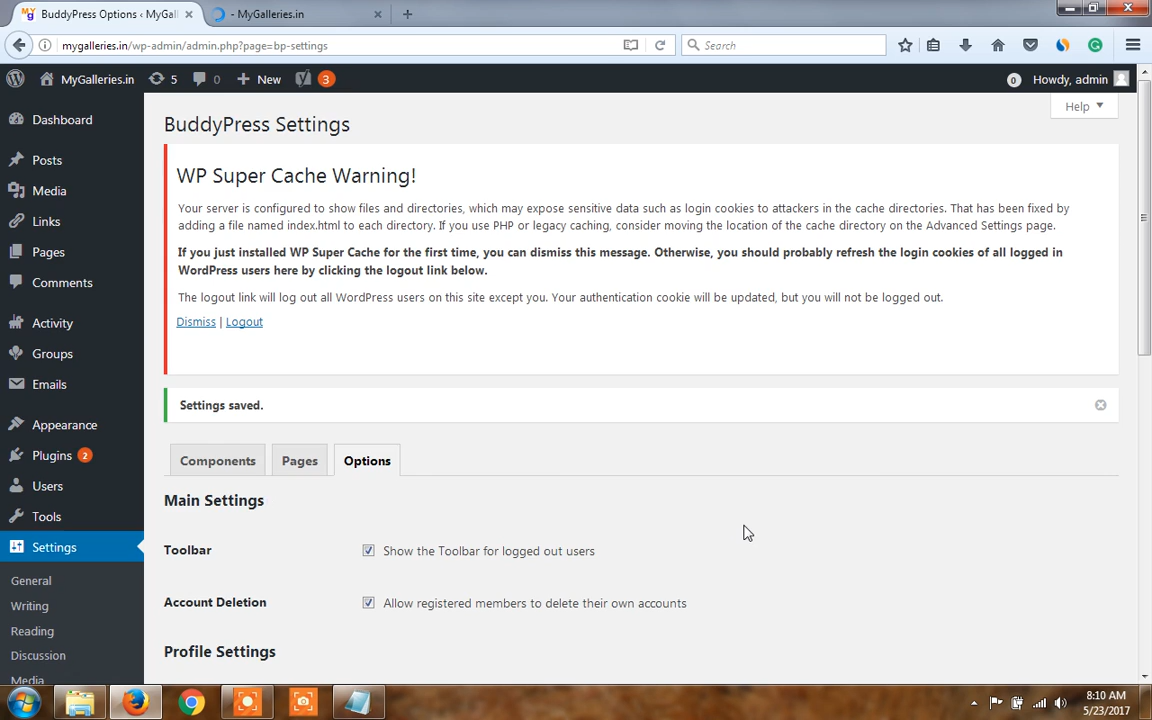 BuddyPress Options ‹ MyGall
- MyGalleries.in
mygalleries.in/wp-admin/admin.php?page=bp-settings
Search
MyGalleries.in
5
0
New
3
0
Howdy, admin
Help
Dashboard
Posts
Media
Links
Pages
Comments
Activity
Groups
Emails
Appearance
Plugins 2
Users
Tools
Settings
General
Writing
Reading
Discussion
Media
BuddyPress Settings
WP Super Cache Warning!
Your server is configured to show files and directories, which may expose sensitive data such as login cookies to attackers in the cache directories. That has been fixed by
adding a file named index.html to each directory. If you use PHP or legacy caching, consider moving the location of the cache directory on the Advanced Settings page.
If you just installed WP Super Cache for the first time, you can dismiss this message. Otherwise, you should probably refresh the login cookies of all logged in
WordPress users here by clicking the logout link below.
The logout link will log out all WordPress users on this site except you. Your authentication cookie will be updated, but you will not be logged out.
Dismiss | Logout
Settings saved.
Components
Pages
Options
Main Settings
Toolbar
Show the Toolbar for logged out users
Account Deletion
Allow registered members to delete their own accounts
Profile Settings
8:10 AM
5/23/2017